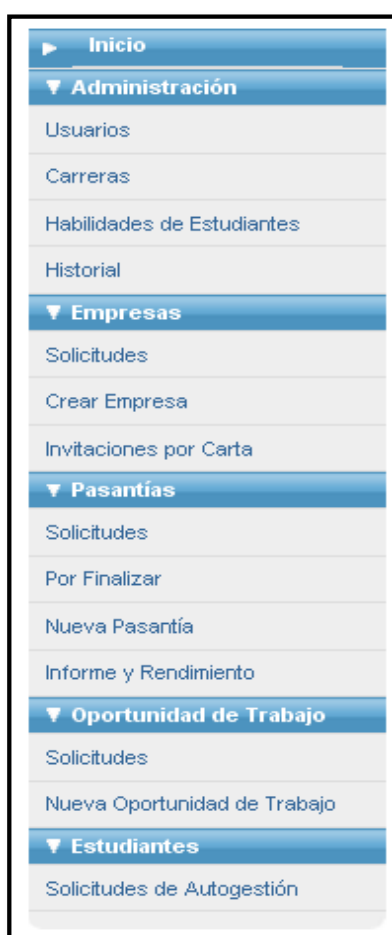 Inicio
Administración
Usuarios
Carreras
Habilidades de Estudiantes
Historial
Empresas
Solicitudes
Crear Empresa
Invitaciones por Carta
Pasantías
Solicitudes
Por Finalizar
Nueva Pasantía
Informe y Rendimiento
Oportunidad de Trabajo
Solicitudes
Nueva Oportunidad de Trabajo
Estudiantes
Solicitudes de Autogestión